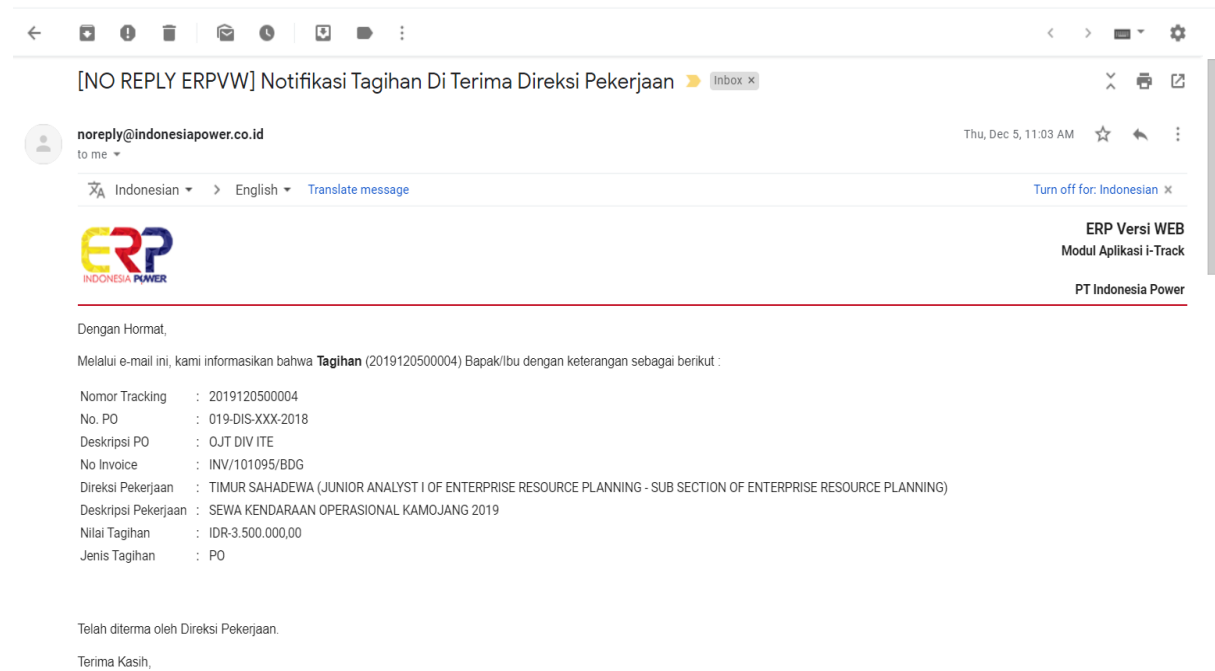 [NO REPLY ERPVW] Notifikasi Tagihan Di Terima Direksi Pekerjaan Inbox ×
noreply@indonesiapower.co.id Thu, Dec 5, 11:03 AM
to me
Indonesian > English Translate message Turn off for: Indonesian ×
ERP
INDONESIA POWER
ERP Versi WEB
Modul Aplikasi i-Track
PT Indonesia Power
Dengan Hormat,
Melalui e-mail ini, kami informasikan bahwa Tagihan (2019120500004) Bapak/Ibu dengan keterangan sebagai berikut :
Nomor Tracking : 2019120500004
No. PO : 019-DIS-XXX-2018
Deskripsi PO : OJT DIV ITE
No Invoice : INV/101095/BDG
Direksi Pekerjaan : TIMUR SAHADEWA (JUNIOR ANALYST I OF ENTERPRISE RESOURCE PLANNING - SUB SECTION OF ENTERPRISE RESOURCE PLANNING)
Deskripsi Pekerjaan : SEWA KENDARAAN OPERASIONAL KAMOJANG 2019
Nilai Tagihan : IDR-3.500.000,00
Jenis Tagihan : PO
Telah diterma oleh Direksi Pekerjaan.
Terima Kasih,